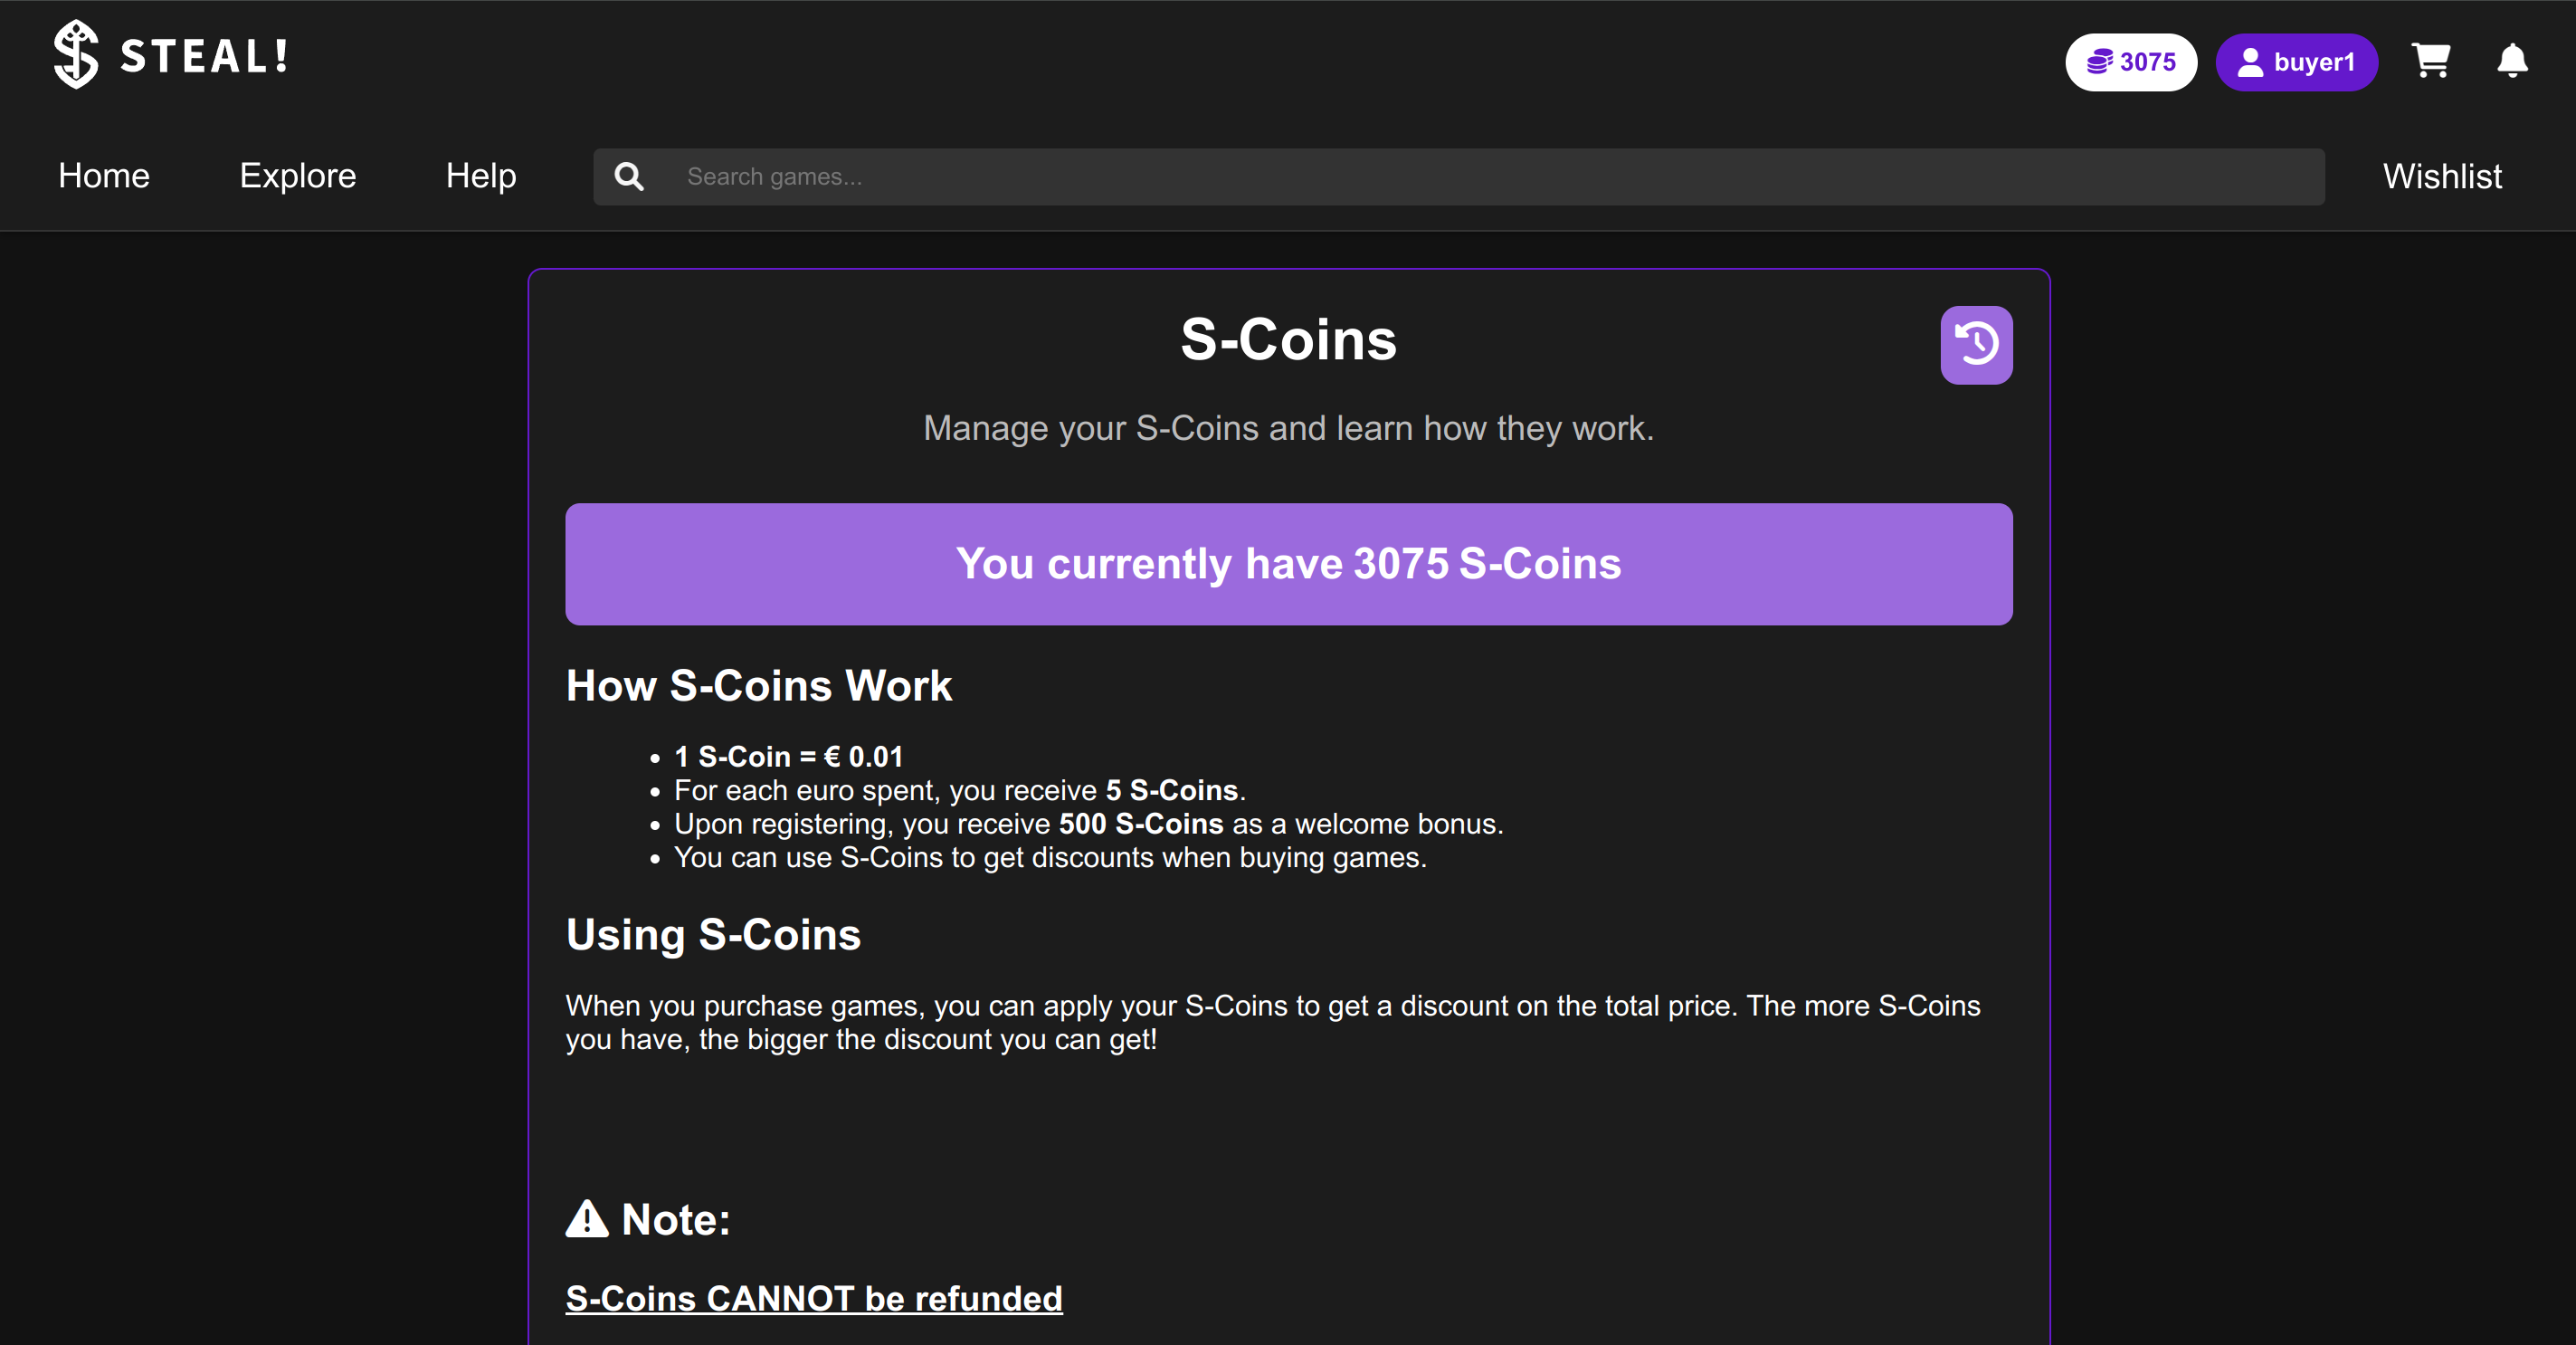 STEAL!
3075
buyer1
Home
Explore
Help
Search games...
Wishlist
S-Coins
Manage your S-Coins and learn how they work.
You currently have 3075 S-Coins
How S-Coins Work
1 S-Coin = € 0.01
For each euro spent, you receive 5 S-Coins.
Upon registering, you receive 500 S-Coins as a welcome bonus.
You can use S-Coins to get discounts when buying games.
Using S-Coins
When you purchase games, you can apply your S-Coins to get a discount on the total price. The more S-Coins
you have, the bigger the discount you can get!
Note:
S-Coins CANNOT be refunded